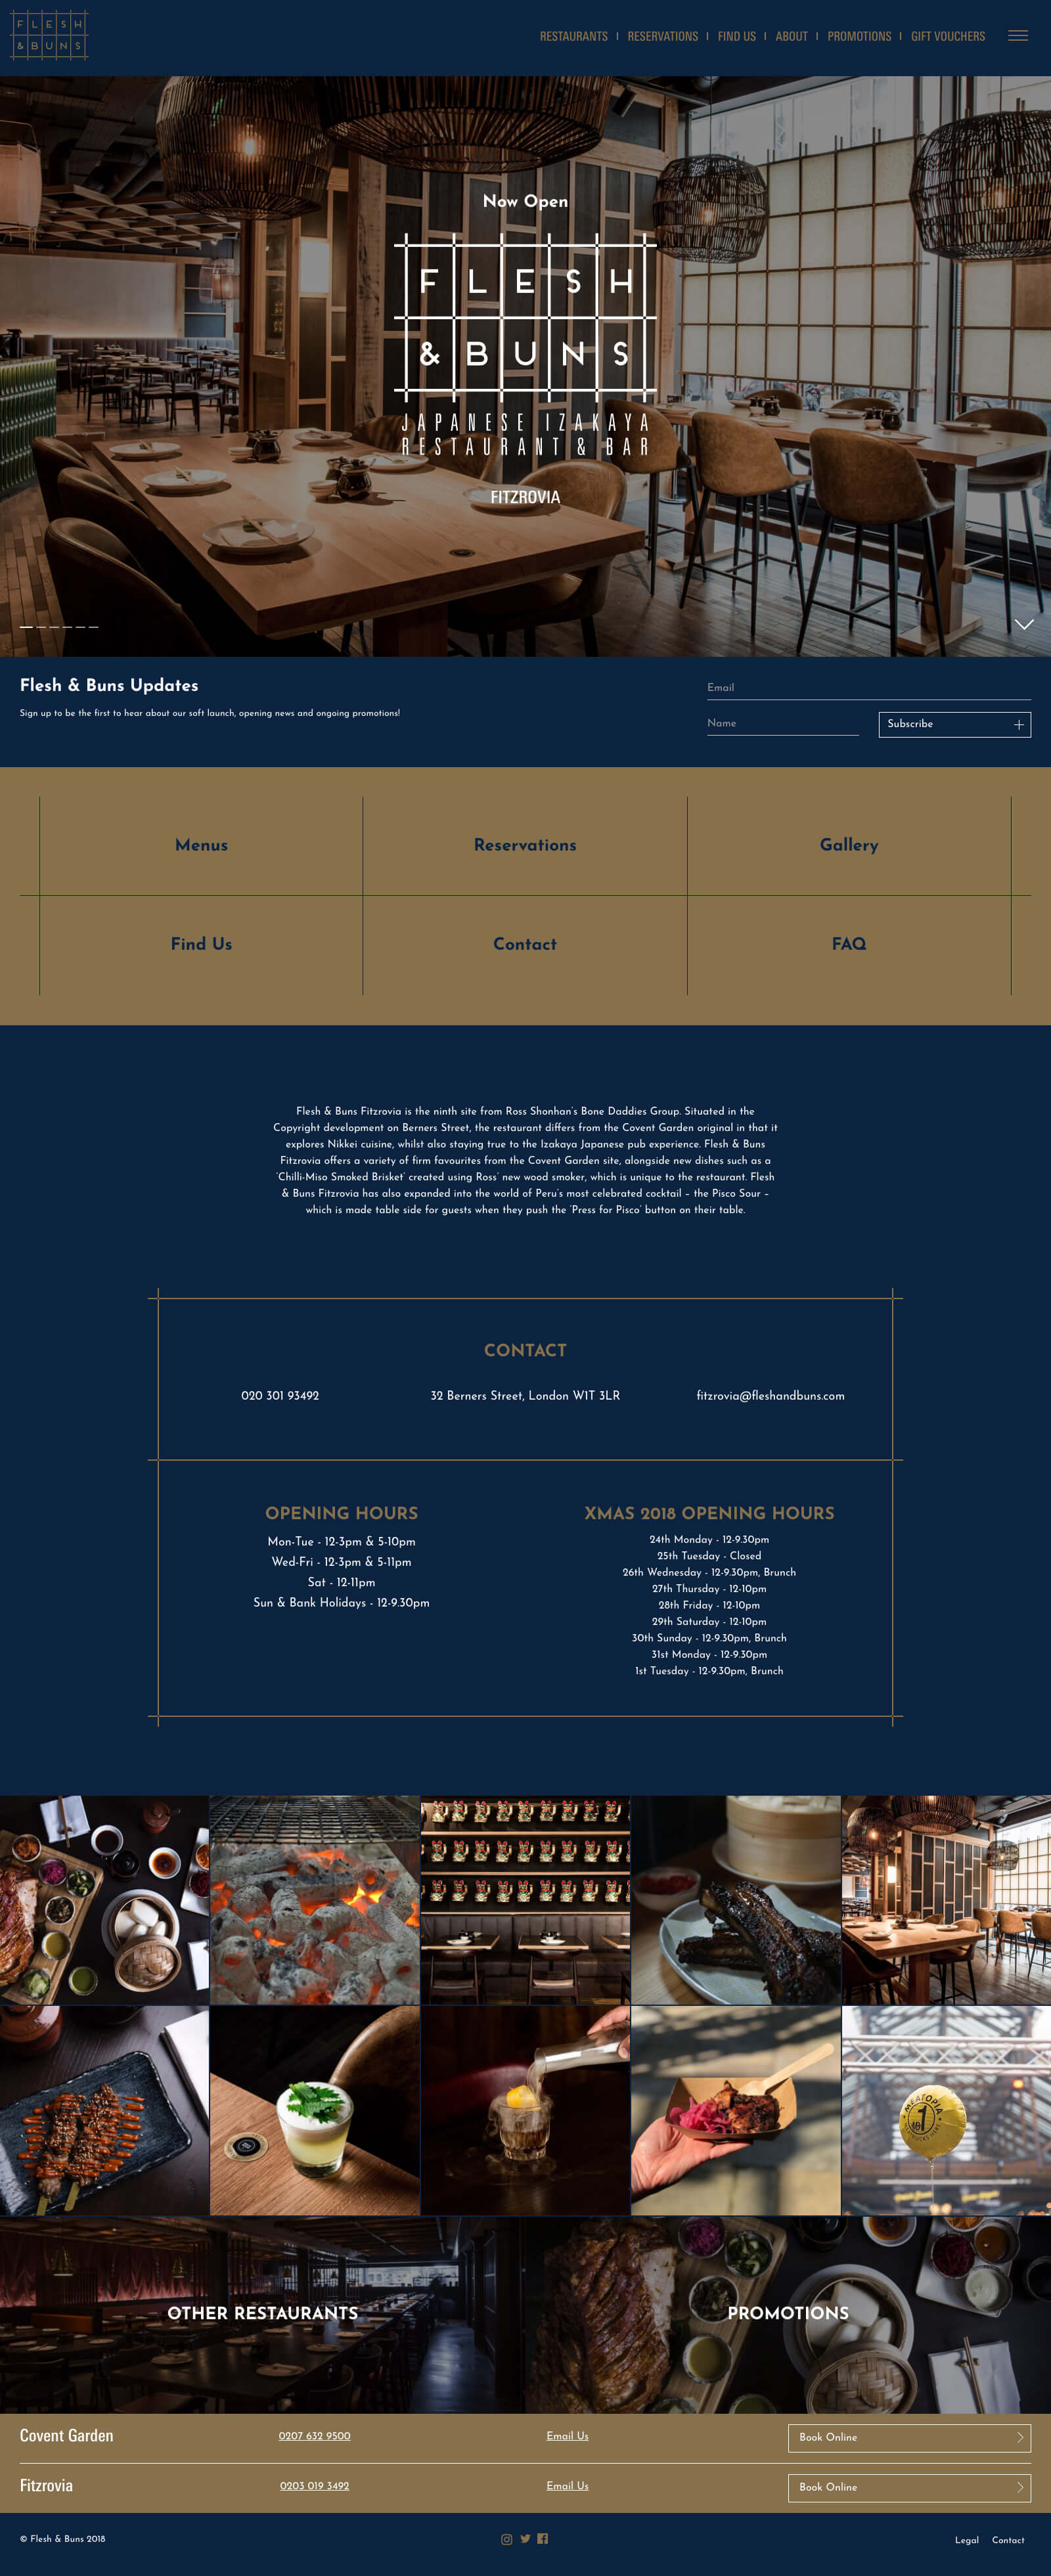 FLESH
& BUNS
RESTAURANTS
RESERVATIONS
FIND US
ABOUT
PROMOTIONS
GIFT VOUCHERS
Now Open
FLESH
& BUNS
JAPANESE IZAKAYA
RESTAURANT & BAR
FITZROVIA
Flesh & Buns Updates
Sign up to be the first to hear about our soft launch, opening news and ongoing promotions!
Email
Name
Subscribe
Menus
Reservations
Gallery
Find Us
Contact
FAQ
Flesh & Buns Fitzrovia is the ninth site from Ross Shonhan’s Bone Daddies Group. Situated in the
Copyright development on Berners Street, the restaurant differs from the Covent Garden original in that it
explores Nikkei cuisine, whilst also staying true to the Izakaya Japanese pub experience. Flesh & Buns
Fitzrovia offers a variety of firm favourites from the Covent Garden site, alongside new dishes such as a
‘Chilli-Miso Smoked Brisket’ created using Ross’ new wood smoker, which is unique to the restaurant. Flesh
& Buns Fitzrovia has also expanded into the world of Peru’s most celebrated cocktail – the Pisco Sour –
which is made table side for guests when they push the ‘Press for Pisco’ button on their table.
CONTACT
020 301 93492
32 Berners Street, London W1T 3LR
fitzrovia@fleshandbuns.com
OPENING HOURS
Mon-Tue - 12-3pm & 5-10pm
Wed-Fri - 12-3pm & 5-11pm
Sat - 12-11pm
Sun & Bank Holidays - 12-9.30pm
XMAS 2018 OPENING HOURS
24th Monday - 12-9.30pm
25th Tuesday - Closed
26th Wednesday - 12-9.30pm, Brunch
27th Thursday - 12-10pm
28th Friday - 12-10pm
29th Saturday - 12-10pm
30th Sunday - 12-9.30pm, Brunch
31st Monday - 12-9.30pm
1st Tuesday - 12-9.30pm, Brunch
MEATOPIA
1
OTHER RESTAURANTS
PROMOTIONS
Covent Garden
0207 632 9500
Email Us
Book Online
Fitzrovia
0203 019 3492
Email Us
Book Online
© Flesh & Buns 2018
Legal
Contact